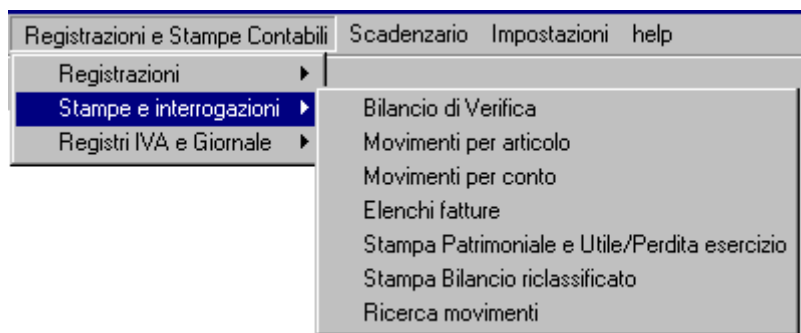 Registrazioni e Stampe Contabili Scadenzario Impostazioni help
Registrazioni
Stampe e interrogazioni
Registri IVA e Giornale
Bilancio di Verifica
Movimenti per articolo
Movimenti per conto
Elenchi fatture
Stampa Patrimoniale e Utile/Perdita esercizio
Stampa Bilancio riclassificato
Ricerca movimenti